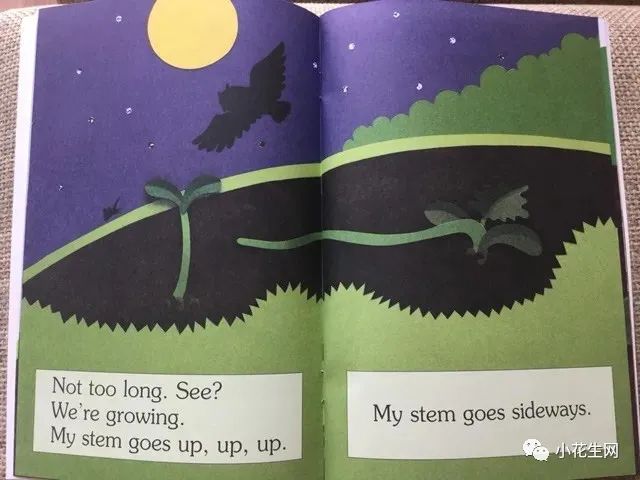 Not too long. See?
We're growing.
My stem goes up, up, up.
My stem goes sideways.
小花生网